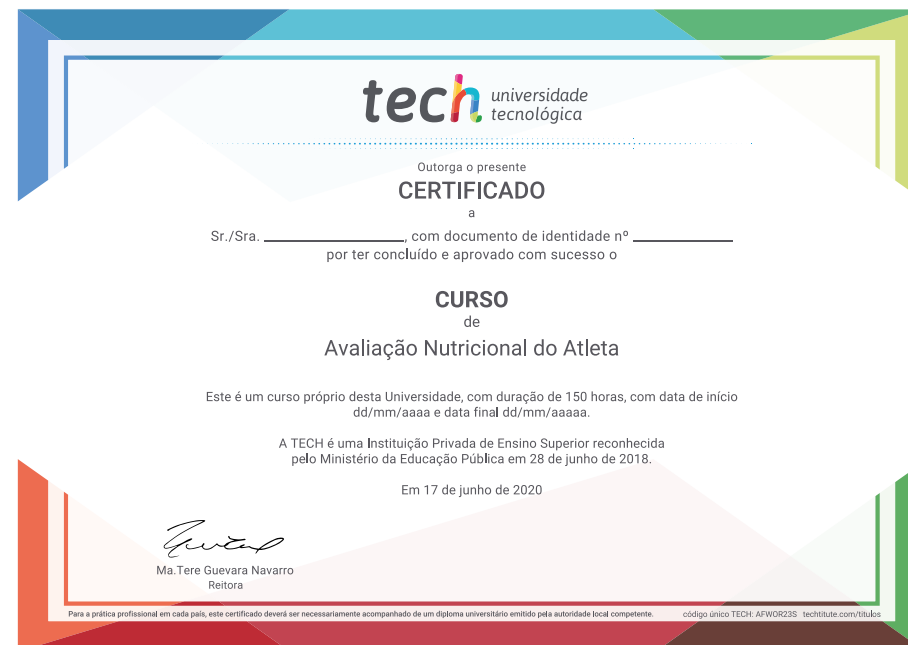 tech universidade
tecnológica
Outorga o presente
CERTIFICADO
a
Sr./Sra. ____________________, com documento de identidade nº ______________
por ter concluído e aprovado com sucesso o
CURSO
de
Avaliação Nutricional do Atleta
Este é um curso próprio desta Universidade, com duração de 150 horas, com data de início
dd/mm/aaaa e data final dd/mm/aaaaa.
A TECH é uma Instituição Privada de Ensino Superior reconhecida
pelo Ministério da Educação Pública em 28 de junho de 2018.
Em 17 de junho de 2020
Ma.Tere Guevara Navarro
Reitora
Para a prática profissional em cada país, este certificado deverá ser necessariamente acompanhado de um diploma universitário emitido pela autoridade local competente. código único TECH: AFWOR23S techtitute.com/titulos